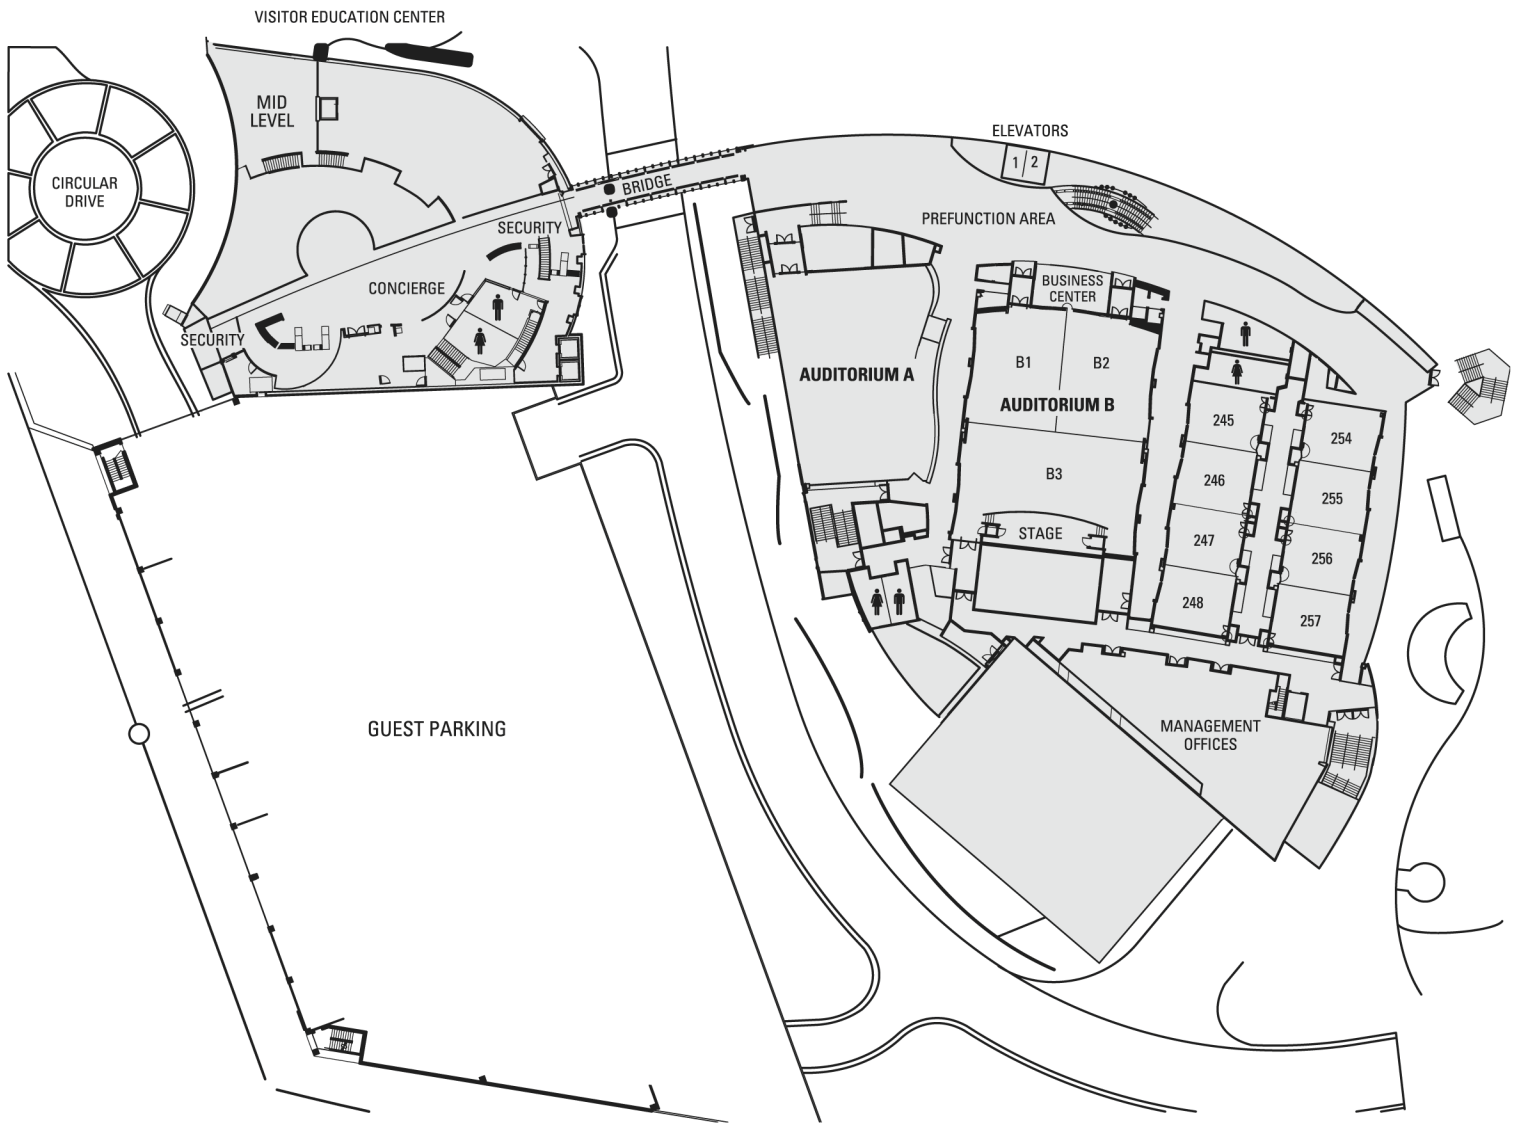 VISITOR EDUCATION CENTER
MID
LEVEL
CIRCULAR
DRIVE
BRIDGE
ELEVATORS
1 2
PREFUNCTION AREA
SECURITY
CONCIERGE
SECURITY
BUSINESS
CENTER
B1
B2
AUDITORIUM A
AUDITORIUM B
B3
STAGE
245
246
247
248
254
255
256
257
GUEST PARKING
MANAGEMENT
OFFICES